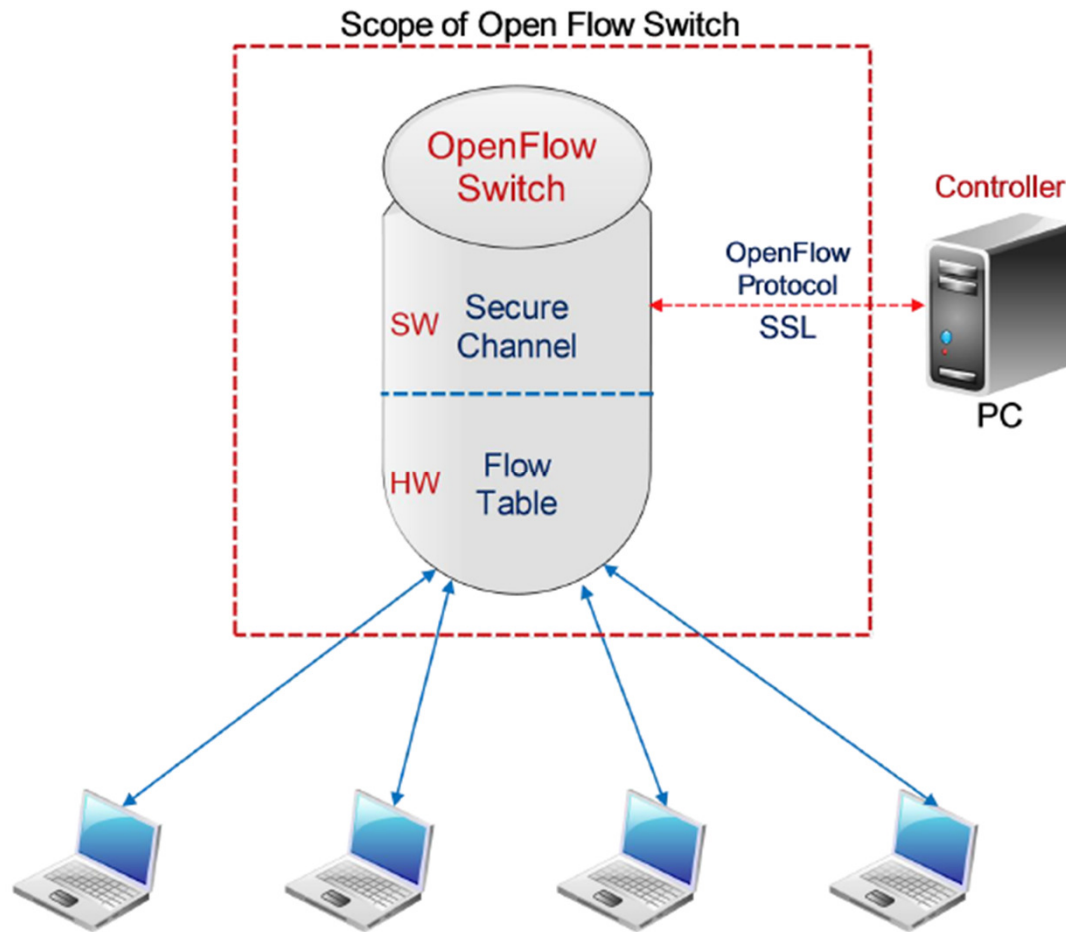 Scope of Open Flow Switch
OpenFlow
Switch
Controller
OpenFlow
Protocol
SSL
SW
Secure
Channel
PC
HW
Flow
Table